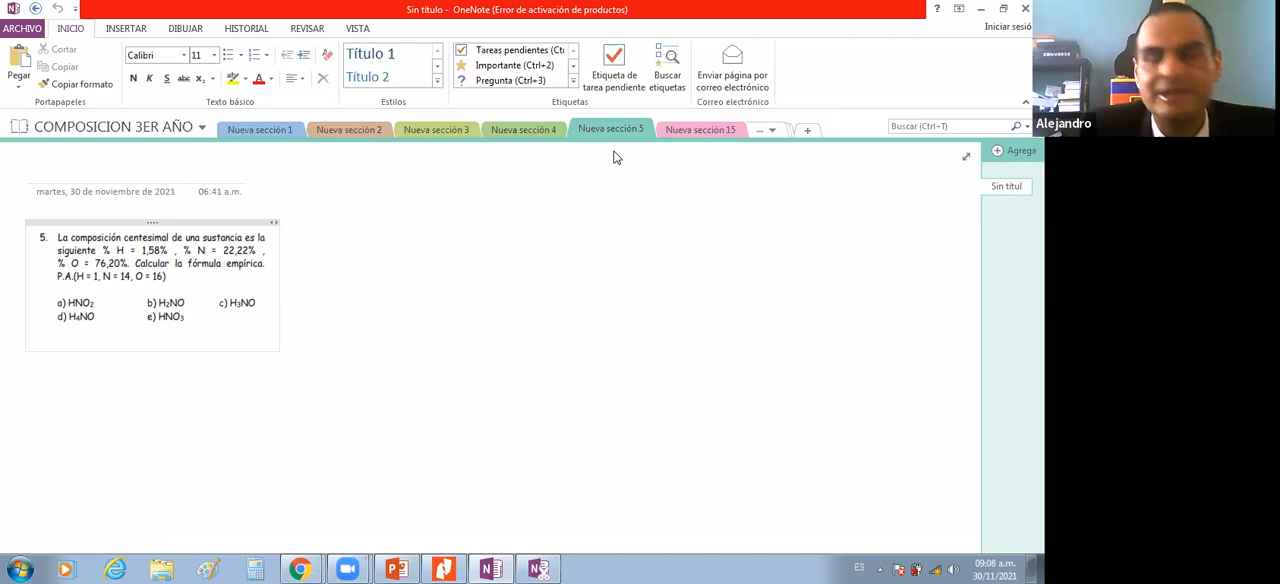 Sin título - OneNote (Error de activación de productos)
ARCHIVO INICIO INSERTAR DIBUJAR HISTORIAL REVISAR VISTA Iniciar sesió
Pegar
Cortar
Copiar
Copiar formato
Portapapeles
Calibri 11
N K S abc x₂ A
Texto básico
Título 1
Título 2
Estilos
Tareas pendientes (Ctr
Importante (Ctrl+2)
Pregunta (Ctrl+3)
Etiqueta de
tarea pendiente
Buscar
etiquetas
Etiquetas
Enviar página por
correo electrónico
Correo electrónico
CONVERSE
Alejandro
COMPOSICION 3ER AÑO
Nueva sección 1 Nueva sección 2 Nueva sección 3 Nueva sección 4 Nueva sección 5 Nueva sección 15 ...
Buscar (Ctrl+T)
Agrega
Sin títul
martes, 30 de noviembre de 2021 06:41 a.m.
5. La composición centesimal de una sustancia es la
siguiente % H = 1,58% , % N = 22,22% ,
% O = 76,20%. Calcular la fórmula empírica.
P.A.(H = 1, N = 14, O = 16)
a) HNO₂ b) H₂NO c) H₃NO
d) H₄NO e) HNO₃
ES
09:08 a.m.
30/11/2021